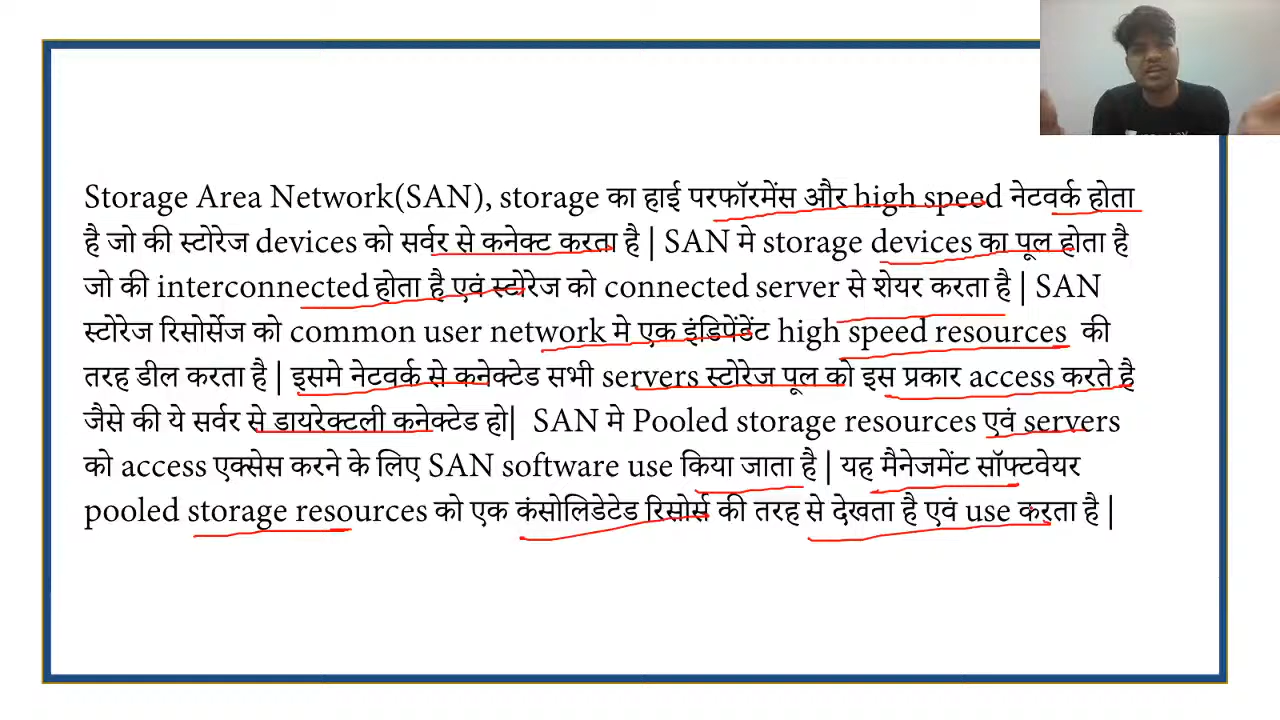 Storage Area Network(SAN), storage का हाई परफॉरमेंस और high speed नेटवर्क होता
है जो की स्टोरेज devices को सर्वर से कनेक्ट करता है | SAN मे storage devices का पूल होता है
जो की interconnected होता है एवं स्टोरेज को connected server से शेयर करता है | SAN
स्टोरेज रिसोर्सेज को common user network मे एक इंडिपेंडेंट high speed resources की
तरह डील करता है | इसमे नेटवर्क से कनेक्टेड सभी servers स्टोरेज पूल को इस प्रकार access करते है
जैसे की ये सर्वर से डायरेक्टली कनेक्टेड हो| SAN मे Pooled storage resources एवं servers
को access एक्सेस करने के लिए SAN software use किया जाता है | यह मैनेजमेंट सॉफ्टवेयर
pooled storage resources को एक कंसोलिडेटेड रिसोर्स की तरह से देखता है एवं use करता है |